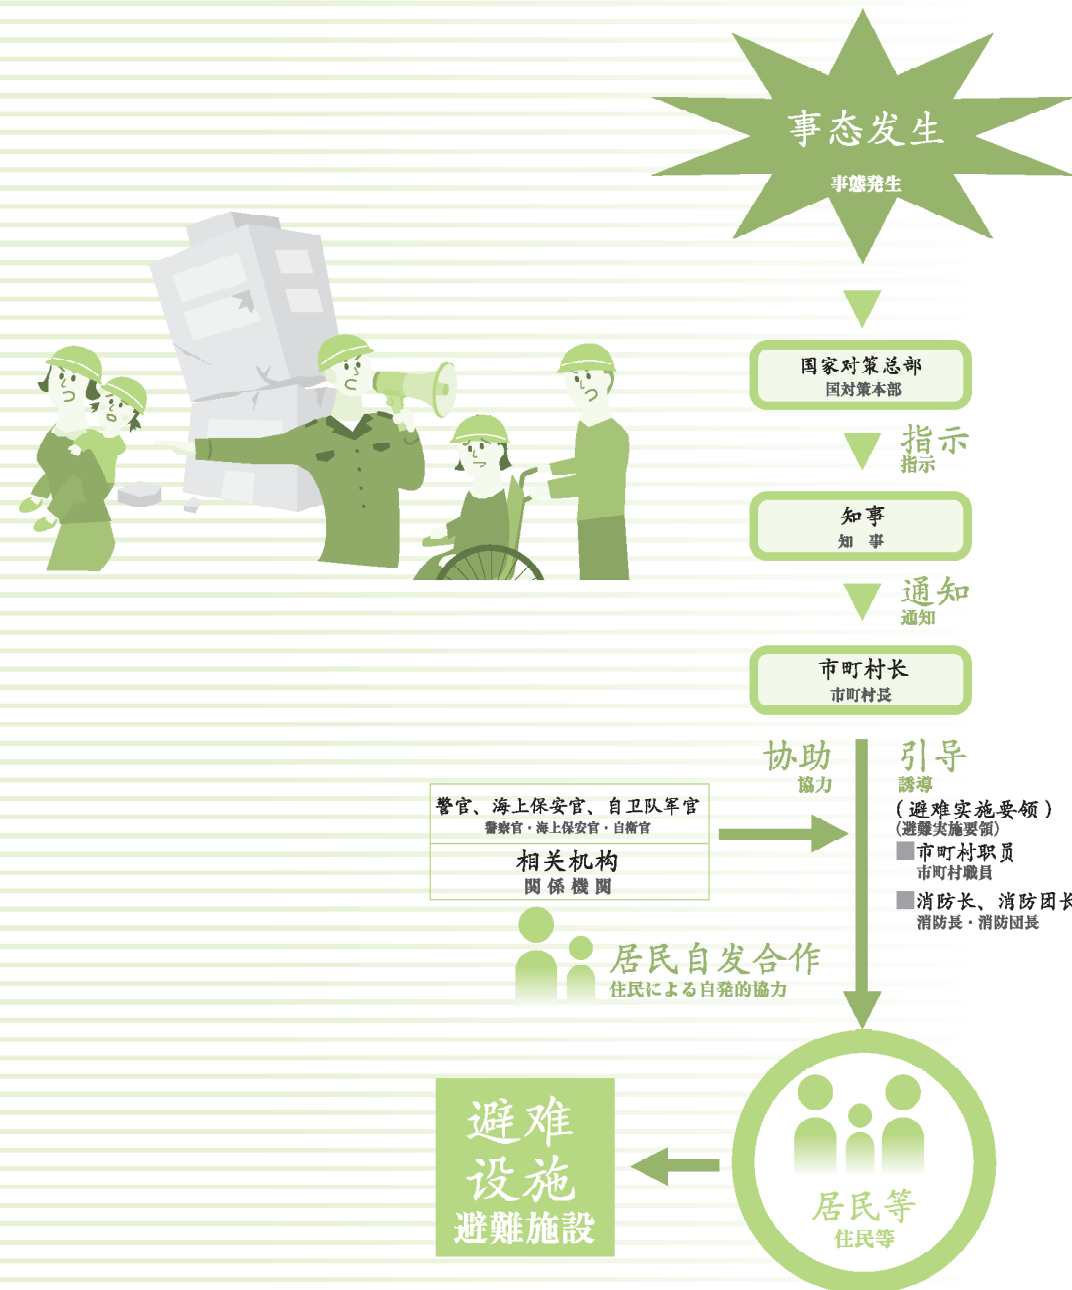 事态发生
事態発生
国家对策总部
国対策本部
指示
指示
知事
知　事
通知
通知
市町村长
市町村長
协助
協力
引导
誘導
(避难实施要领)
(避難実施要領)
■市町村职员
市町村職員
■消防长、消防团长
消防長・消防団長
警官、海上保安官、自卫队军官
警察官・海上保安官・自衛官
相关机构
関係機関
居民自发合作
住民による自発的協力
居民等
住民等
避难
设施
避難施設